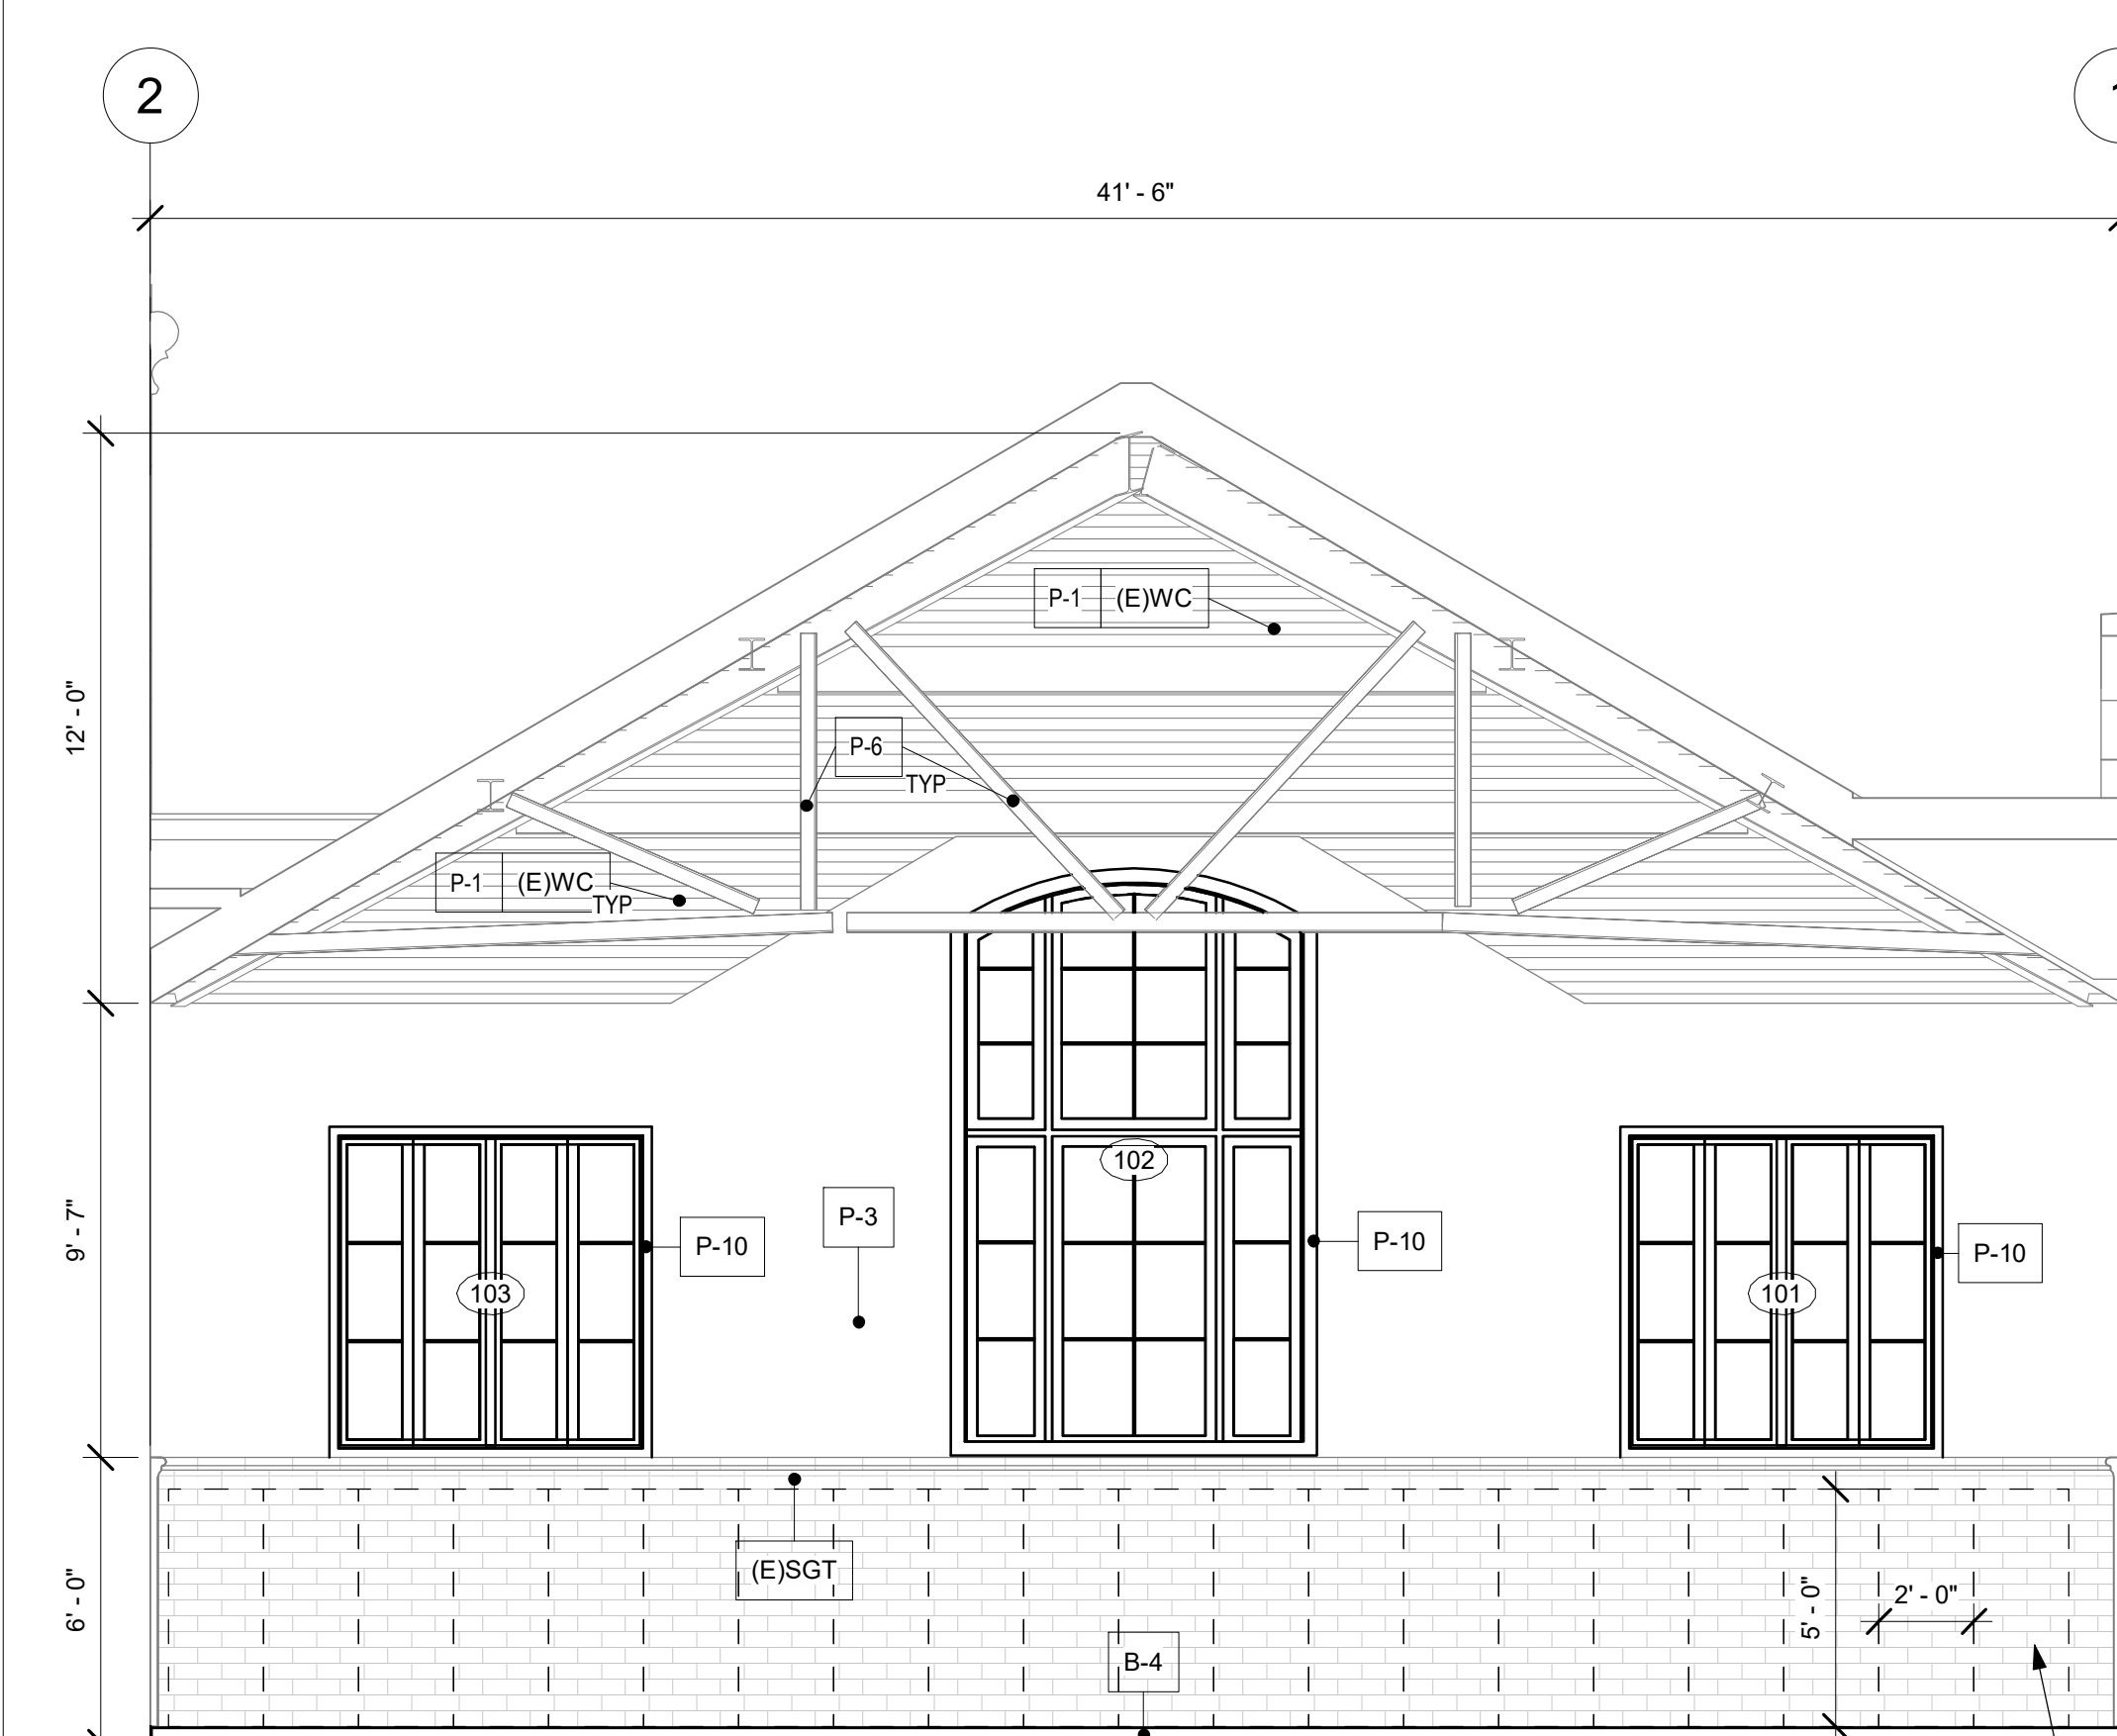 2
41' - 6"
P-1 (E)WC
12' - 0"
P-6
TYP
P-1 (E)WC
TYP
102
P-3
9' - 7"
P-10
P-10
P-10
103
101
(E)SGT
6' - 0"
5' - 0"
2' - 0"
B-4